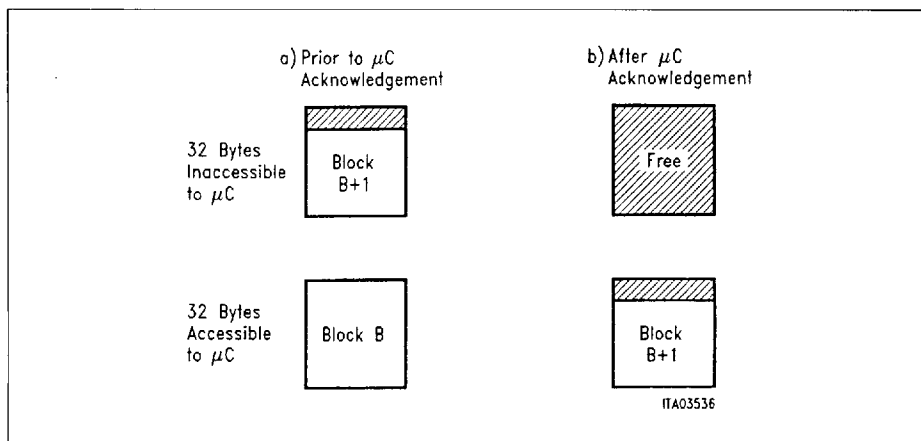 a) Prior to μC
Acknowledgement
b) After μC
Acknowledgement
32 Bytes
Inaccessible
to μC
Block
B+1
Free
32 Bytes
Accessible
to μC
Block B
Block
B+1
ITA03536